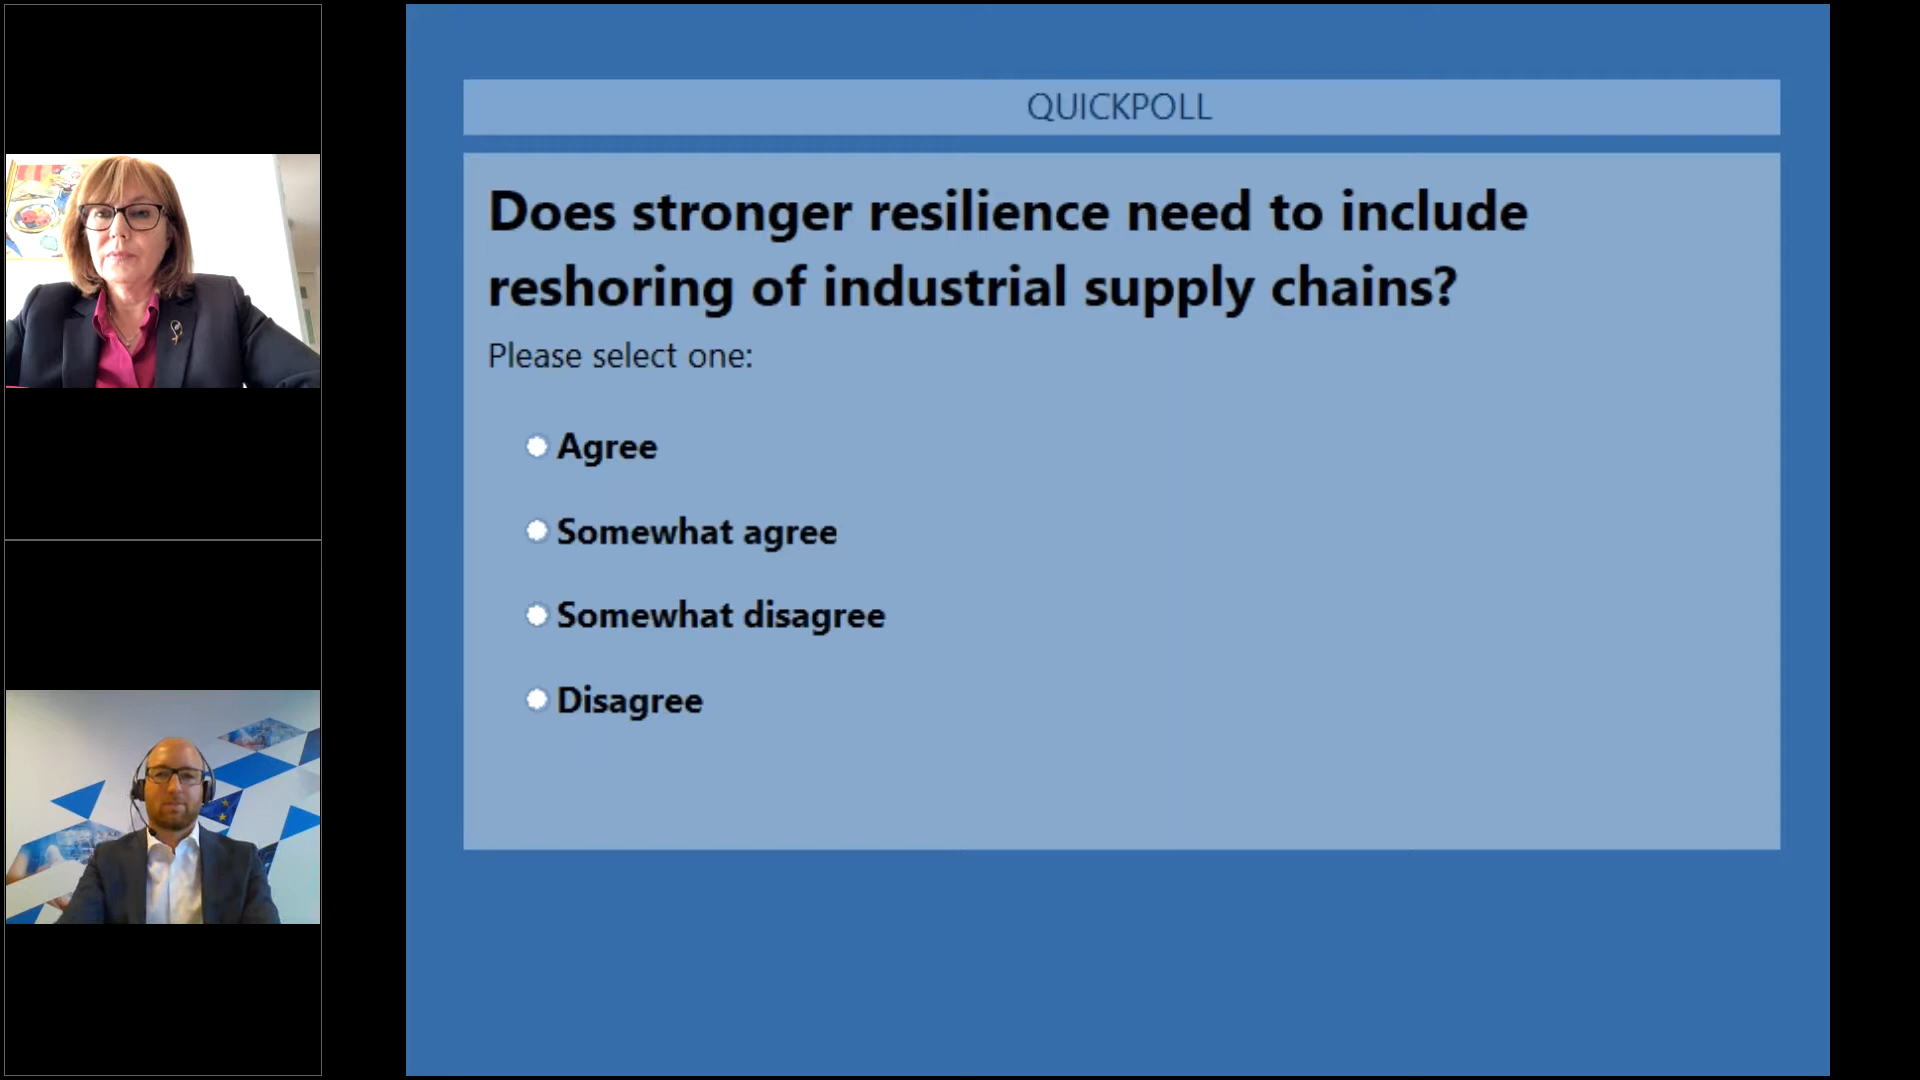 QUICKPOLL
Does stronger resilience need to include
reshoring of industrial supply chains?
Please select one:
Agree
Somewhat agree
Somewhat disagree
Disagree